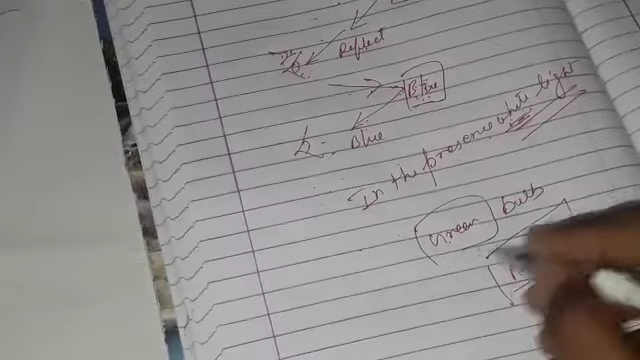 Reflect
Blue
Blue
In the presence white light
Green bulb